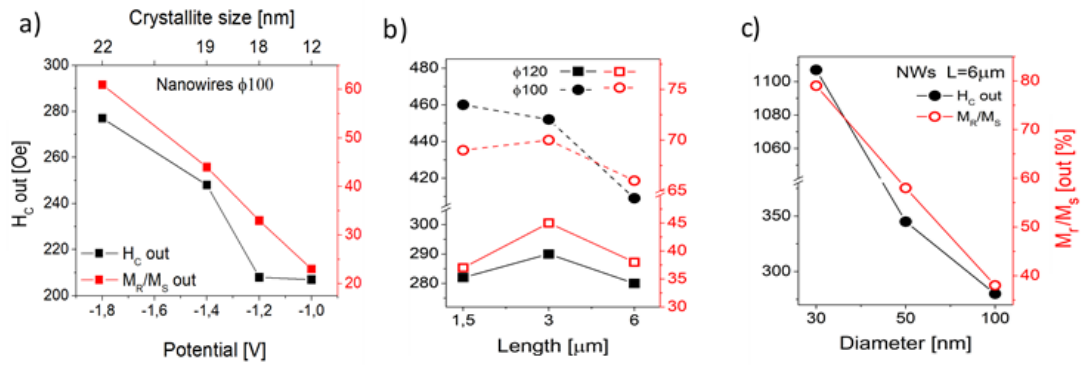 a)
Crystallite size [nm]
22 19 18 12
Nanowires ϕ100
300
280
260
240
220
200
H_C out [Oe]
60
50
40
30
20
H_C out
M_R/M_S out
-1,8 -1,6 -1,4 -1,2 -1,0
Potential [V]
b)
ϕ120
ϕ100
480
460
440
420
300
290
280
75
70
65
45
40
35
30
1,5 3 6
Length [μm]
c)
NWs L=6μm
H_C out
M_R/M_S
1100
1080
1060
350
300
80
70
60
50
40
M_r/M_s [out [%]
30 50 100
Diameter [nm]